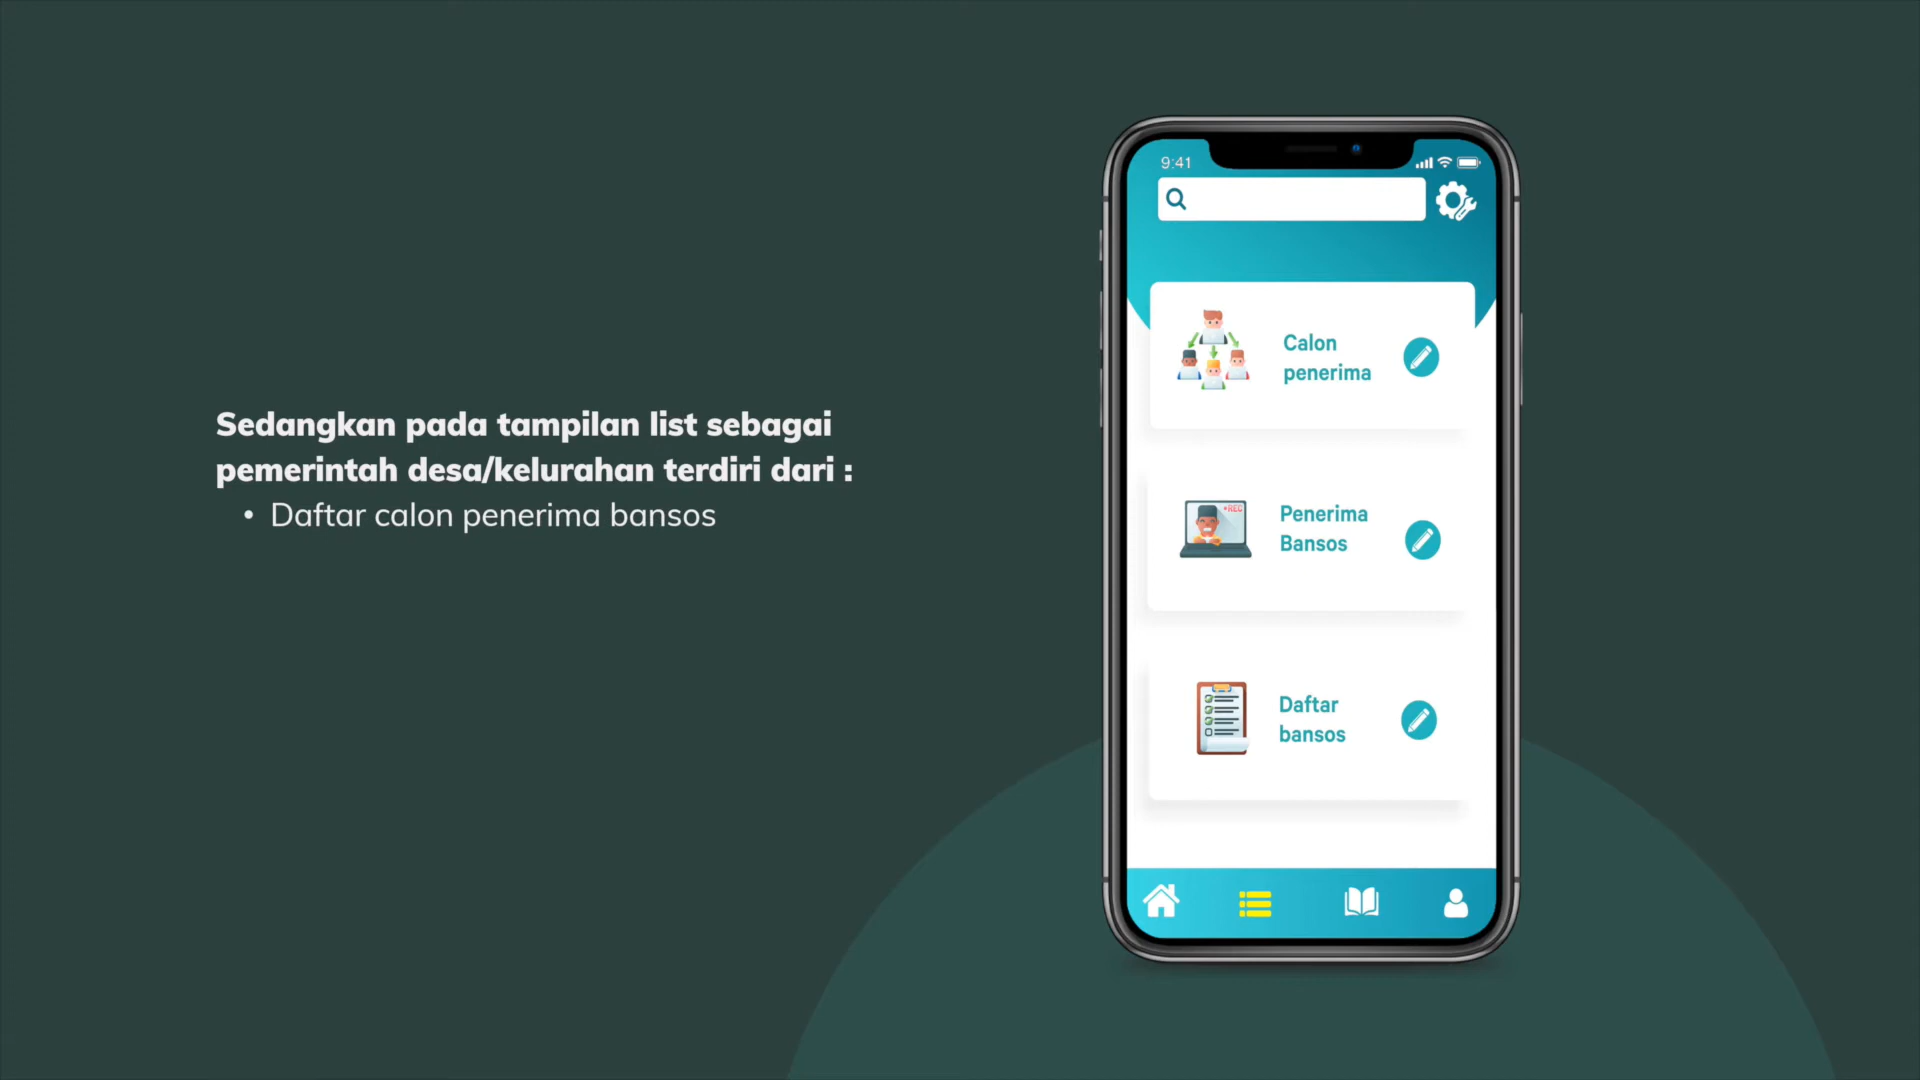 Sedangkan pada tampilan list sebagai
pemerintah desa/kelurahan terdiri dari :
• Daftar calon penerima bansos
9:41
Calon
penerima
REC
Penerima
Bansos
Daftar
bansos